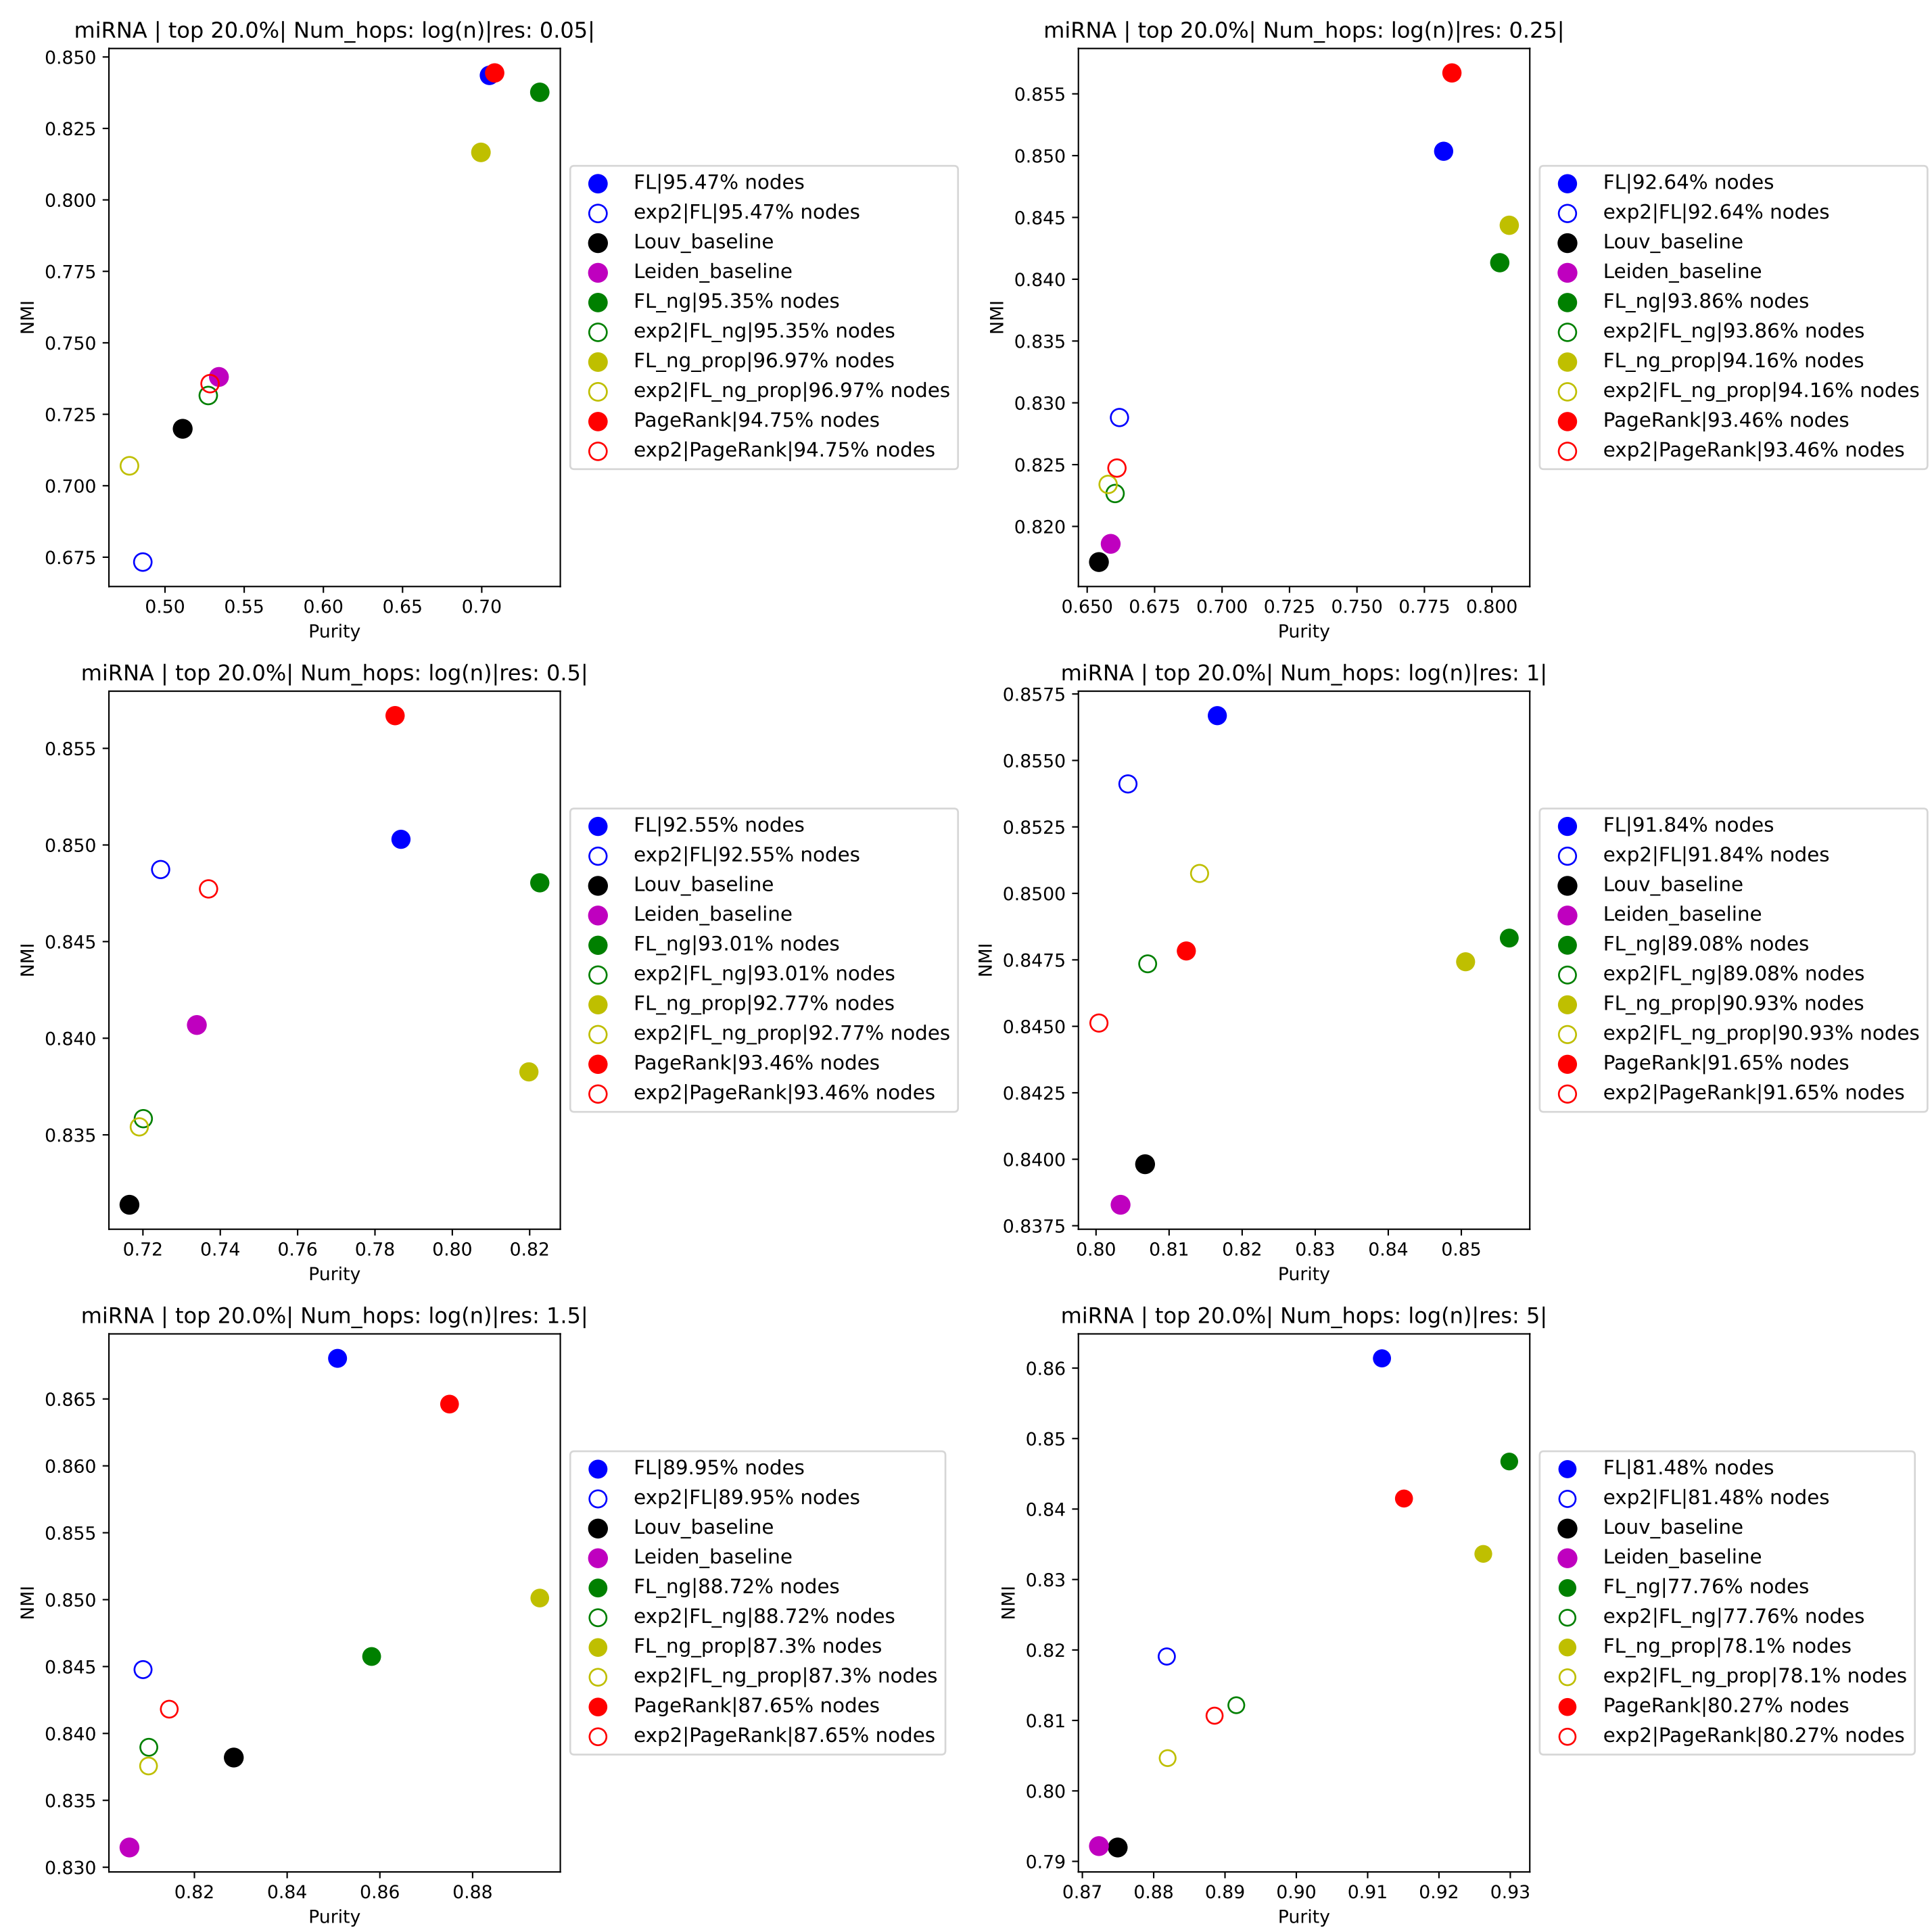 miRNA | top 20.0%| Num_hops: log(n)|res: 0.05|
0.850
0.825
0.800
0.775
0.750
0.725
0.700
0.675
NMI
0.50 0.55 0.60 0.65 0.70
Purity
FL|95.47% nodes
exp2|FL|95.47% nodes
Louv_baseline
Leiden_baseline
FL_ng|95.35% nodes
exp2|FL_ng|95.35% nodes
FL_ng_prop|96.97% nodes
exp2|FL_ng_prop|96.97% nodes
PageRank|94.75% nodes
exp2|PageRank|94.75% nodes
miRNA | top 20.0%| Num_hops: log(n)|res: 0.25|
0.855
0.850
0.845
0.840
0.835
0.830
0.825
0.820
NMI
0.650 0.675 0.700 0.725 0.750 0.775 0.800
Purity
FL|92.64% nodes
exp2|FL|92.64% nodes
Louv_baseline
Leiden_baseline
FL_ng|93.86% nodes
exp2|FL_ng|93.86% nodes
FL_ng_prop|94.16% nodes
exp2|FL_ng_prop|94.16% nodes
PageRank|93.46% nodes
exp2|PageRank|93.46% nodes
miRNA | top 20.0%| Num_hops: log(n)|res: 0.5|
0.855
0.850
0.845
0.840
0.835
NMI
0.72 0.74 0.76 0.78 0.80 0.82
Purity
FL|92.55% nodes
exp2|FL|92.55% nodes
Louv_baseline
Leiden_baseline
FL_ng|93.01% nodes
exp2|FL_ng|93.01% nodes
FL_ng_prop|92.77% nodes
exp2|FL_ng_prop|92.77% nodes
PageRank|93.46% nodes
exp2|PageRank|93.46% nodes
miRNA | top 20.0%| Num_hops: log(n)|res: 1|
0.8575
0.8550
0.8525
0.8500
0.8475
0.8450
0.8425
0.8400
0.8375
NMI
0.80 0.81 0.82 0.83 0.84 0.85
Purity
FL|91.84% nodes
exp2|FL|91.84% nodes
Louv_baseline
Leiden_baseline
FL_ng|89.08% nodes
exp2|FL_ng|89.08% nodes
FL_ng_prop|90.93% nodes
exp2|FL_ng_prop|90.93% nodes
PageRank|91.65% nodes
exp2|PageRank|91.65% nodes
miRNA | top 20.0%| Num_hops: log(n)|res: 1.5|
0.865
0.860
0.855
0.850
0.845
0.840
0.835
0.830
NMI
0.82 0.84 0.86 0.88
Purity
FL|89.95% nodes
exp2|FL|89.95% nodes
Louv_baseline
Leiden_baseline
FL_ng|88.72% nodes
exp2|FL_ng|88.72% nodes
FL_ng_prop|87.3% nodes
exp2|FL_ng_prop|87.3% nodes
PageRank|87.65% nodes
exp2|PageRank|87.65% nodes
miRNA | top 20.0%| Num_hops: log(n)|res: 5|
0.86
0.85
0.84
0.83
0.82
0.81
0.80
0.79
NMI
0.87 0.88 0.89 0.90 0.91 0.92 0.93
Purity
FL|81.48% nodes
exp2|FL|81.48% nodes
Louv_baseline
Leiden_baseline
FL_ng|77.76% nodes
exp2|FL_ng|77.76% nodes
FL_ng_prop|78.1% nodes
exp2|FL_ng_prop|78.1% nodes
PageRank|80.27% nodes
exp2|PageRank|80.27% nodes